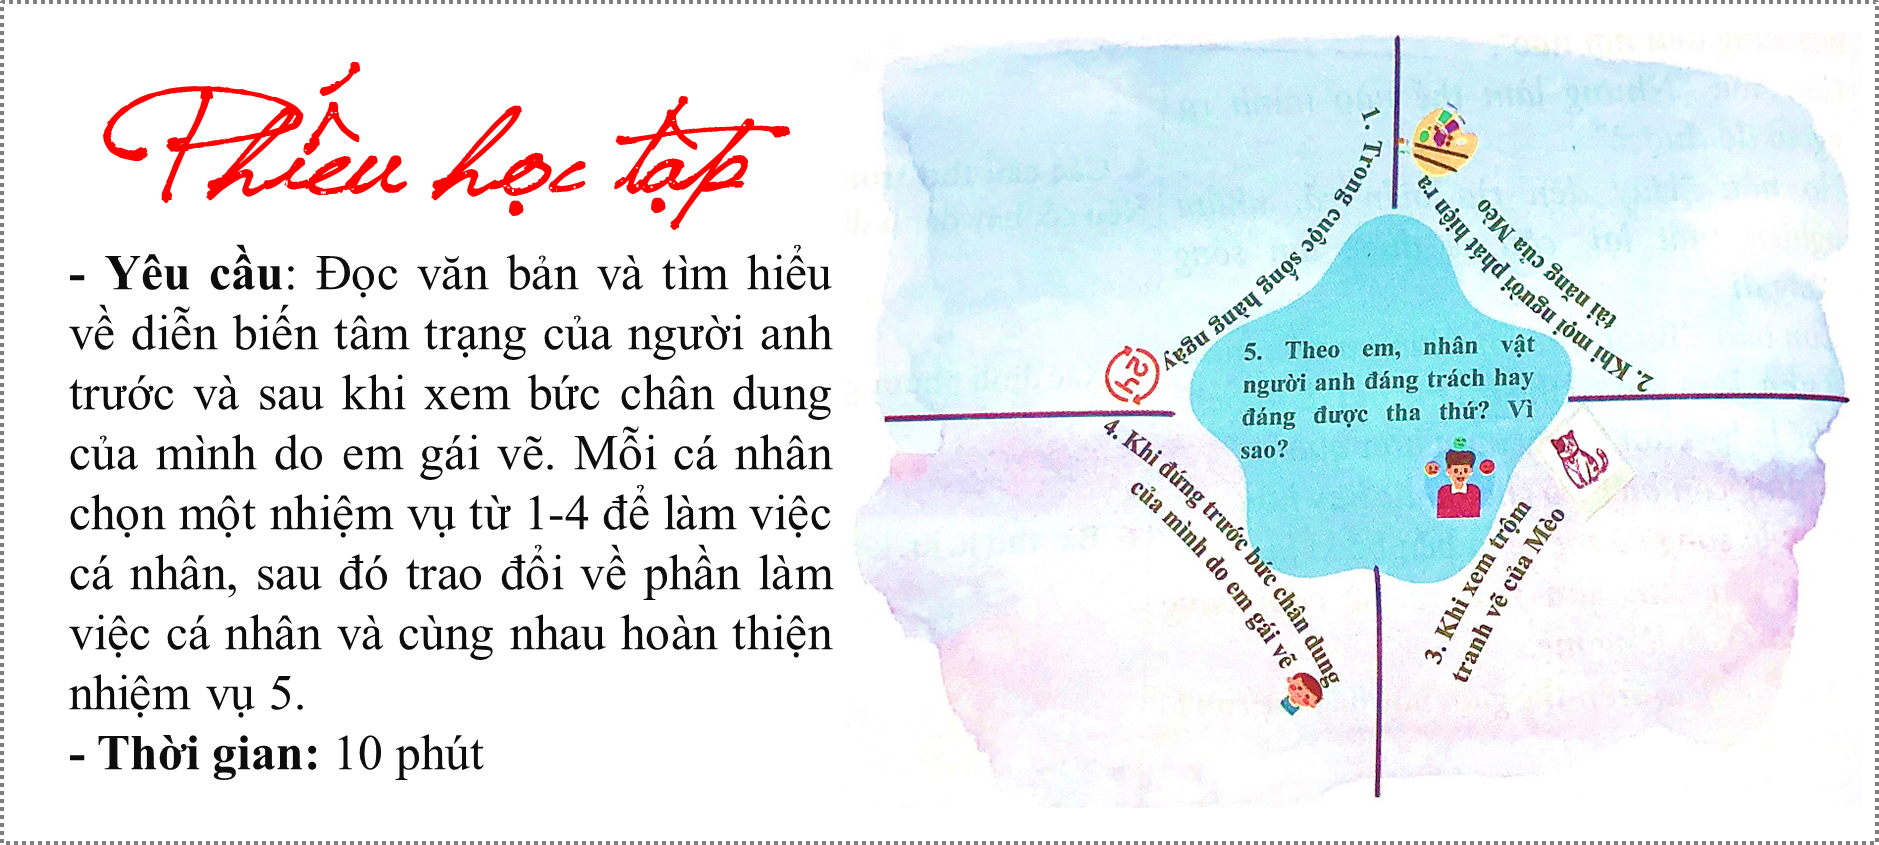 Phiếu học tập
- Yêu cầu: Đọc văn bản và tìm hiểu
về diễn biến tâm trạng của người anh
trước và sau khi xem bức chân dung
của mình do em gái vẽ. Mỗi cá nhân
chọn một nhiệm vụ từ 1-4 để làm việc
cá nhân, sau đó trao đổi về phần làm
việc cá nhân và cùng nhau hoàn thiện
nhiệm vụ 5.
- Thời gian: 10 phút
1. Trong cuộc sống hàng ngày
24
2. Khi mọi người phát hiện ra
tài năng của Mèo
5. Theo em, nhân vật
người anh đáng trách hay
đáng được tha thứ? Vì
sao?
3. Khi xem trộm
tranh vẽ của Mèo
4. Khi đứng trước bức chân dung
của mình do em gái vẽ